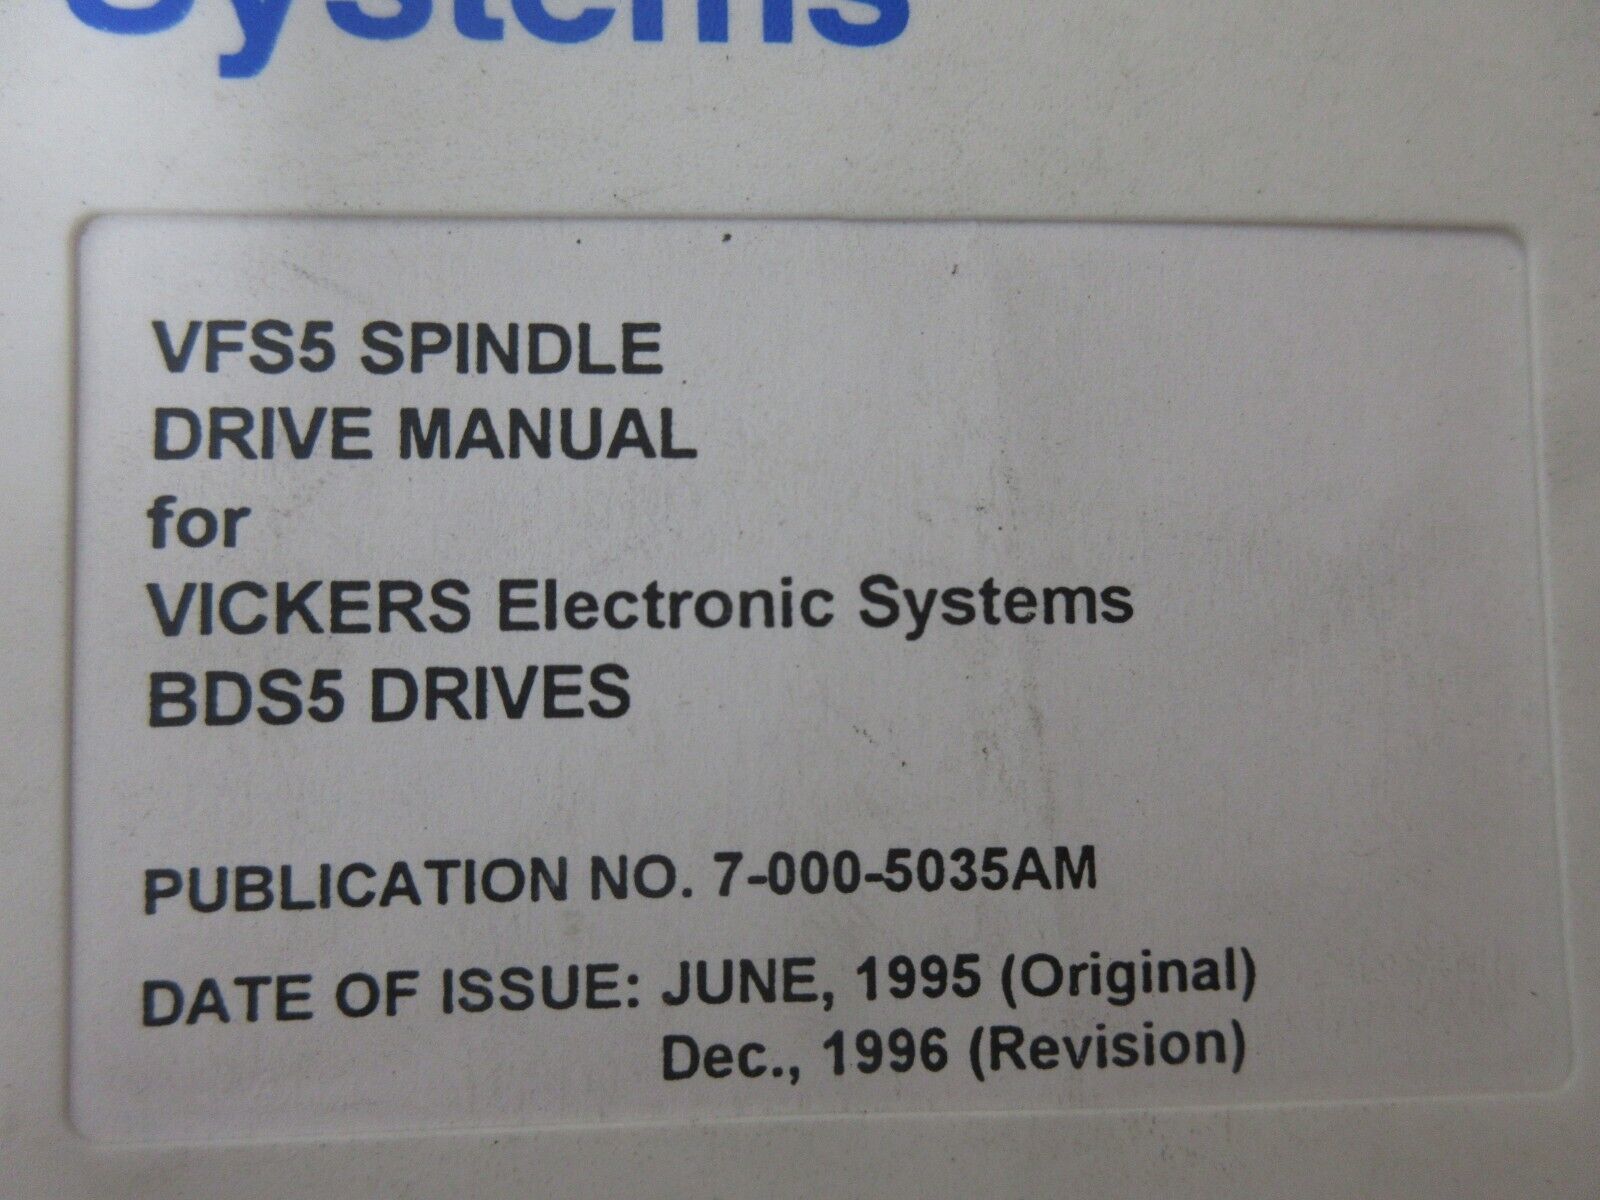 Systems
VFS5 SPINDLE
DRIVE MANUAL
for
VICKERS Electronic Systems
BDS5 DRIVES
PUBLICATION NO. 7-000-5035AM
DATE OF ISSUE: JUNE, 1995 (Original)
Dec., 1996 (Revision)